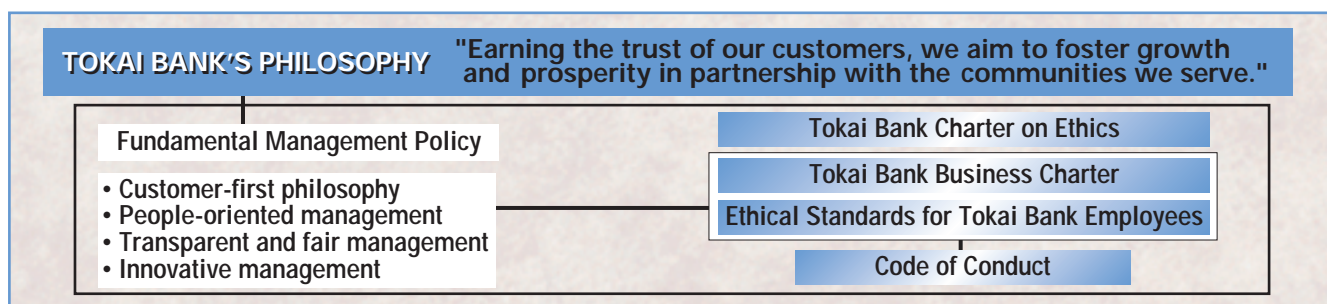 TOKAI BANK'S PHILOSOPHY
"Earning the trust of our customers, we aim to foster growth
and prosperity in partnership with the communities we serve."
Fundamental Management Policy
• Customer-first philosophy
• People-oriented management
• Transparent and fair management
• Innovative management
Tokai Bank Charter on Ethics
Tokai Bank Business Charter
Ethical Standards for Tokai Bank Employees
Code of Conduct